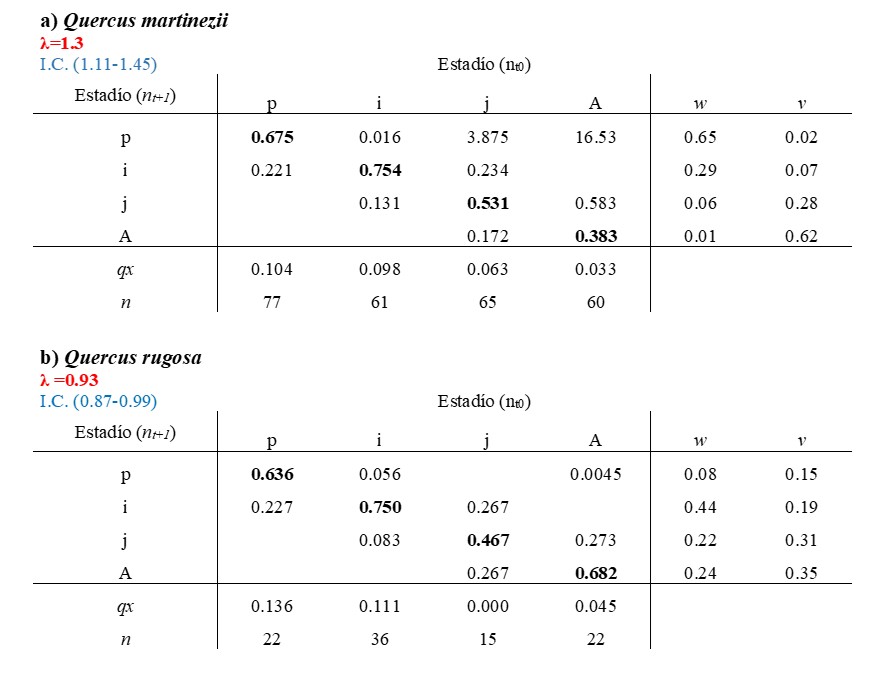 a) Quercus martinezii
λ=1.3
I.C. (1.11-1.45) Estadío (nt0)
Estadío (nt+1) p i j A w v
p 0.675 0.016 3.875 16.53 0.65 0.02
i 0.221 0.754 0.234 0.29 0.07
j 0.131 0.531 0.583 0.06 0.28
A 0.172 0.383 0.01 0.62
qx 0.104 0.098 0.063 0.033
n 77 61 65 60
b) Quercus rugosa
λ =0.93
I.C. (0.87-0.99) Estadío (nt0)
Estadío (nt+1) p i j A w v
p 0.636 0.056 0.0045 0.08 0.15
i 0.227 0.750 0.267 0.44 0.19
j 0.083 0.467 0.273 0.22 0.31
A 0.267 0.682 0.24 0.35
qx 0.136 0.111 0.000 0.045
n 22 36 15 22